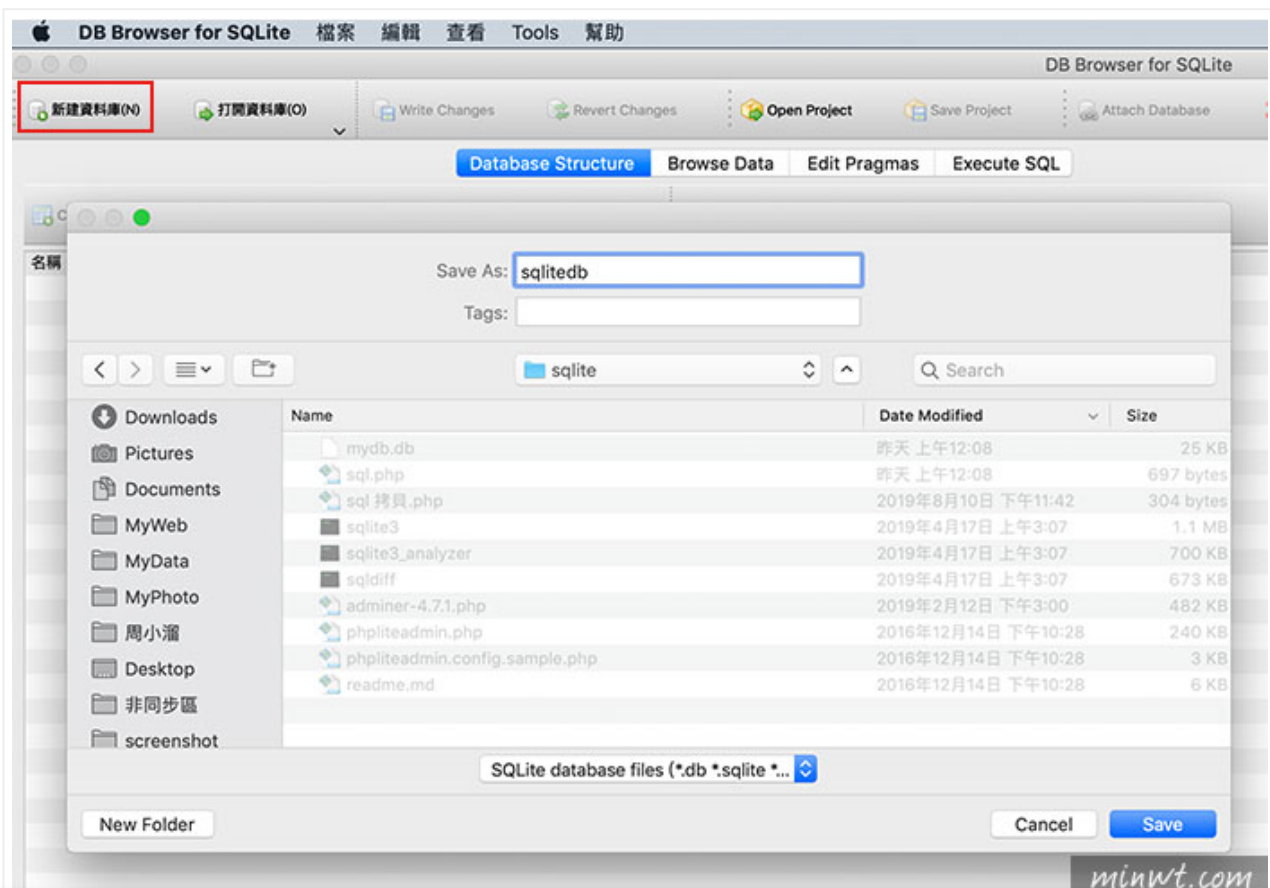 DB Browser for SQLite 檔案 編輯 查看 Tools 幫助
DB Browser for SQLite
新建資料庫(N) 打開資料庫(O) Write Changes Revert Changes Open Project Save Project Attach Database
Database Structure Browse Data Edit Pragmas Execute SQL
C
名稱
Save As: sqlitedb
Tags:
sqlite Search
Downloads Name Date Modified Size
Pictures mydb.db 昨天 上午12:08 25 KB
sql.php 昨天 上午12:08 697 bytes
Documents sql 拷貝.php 2019年8月10日 下午11:42 304 bytes
MyWeb sqlite3 2019年4月17日 上午3:07 1.1 MB
MyData sqlite3_analyzer 2019年4月17日 上午3:07 700 KB
sqldiff 2019年4月17日 上午3:07 673 KB
MyPhoto adminer-4.7.1.php 2019年2月12日 下午3:00 482 KB
周小溜 phpliteadmin.php 2016年12月14日 下午10:28 240 KB
Desktop phpliteadmin.config.sample.php 2016年12月14日 下午10:28 3 KB
readme.md 2016年12月14日 下午10:28 6 KB
非同步區
screenshot
SQLite database files (*.db *.sqlite *...
New Folder Cancel Save
minwt.com